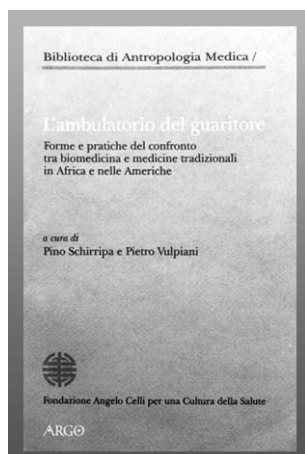 Biblioteca di Antropologia Medica /
L'ambulatorio del guaritore
Forme e pratiche del confronto
tra biomedicina e medicine tradizionali
in Africa e nelle Americhe
a cura di
Pino Schirripa e Pietro Vulpiani
Fondazione Angelo Celli per una Cultura della Salute
ARGO